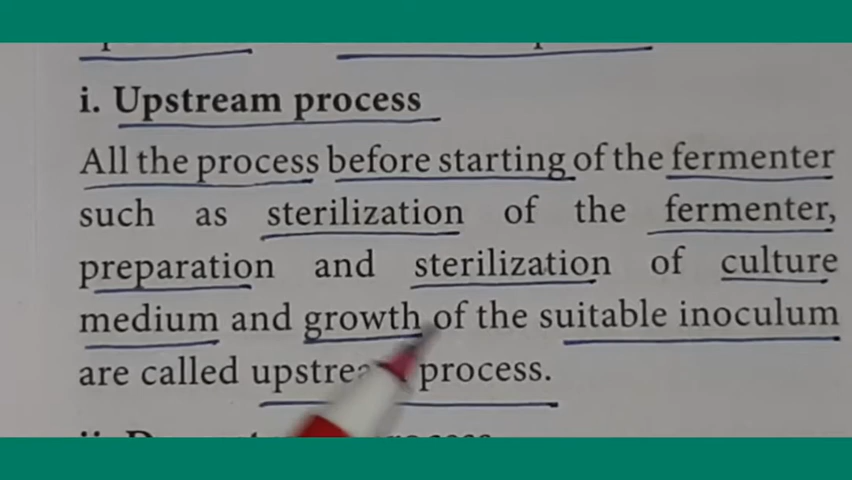 i. Upstream process
All the process before starting of the fermenter
such as sterilization of the fermenter,
preparation and sterilization of culture
medium and growth of the suitable inoculum
are called upstream process.